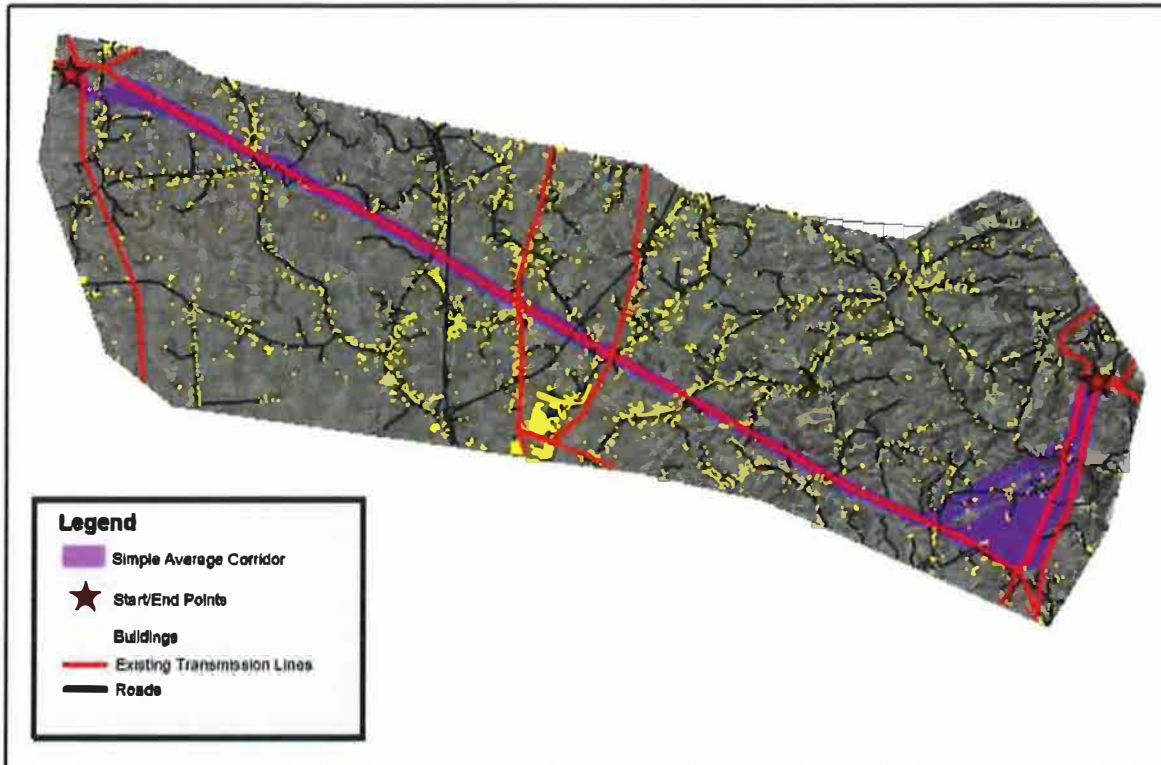 Legend
Simple Average Corridor
Start/End Points
Buildings
Existing Transmission Lines
Roads